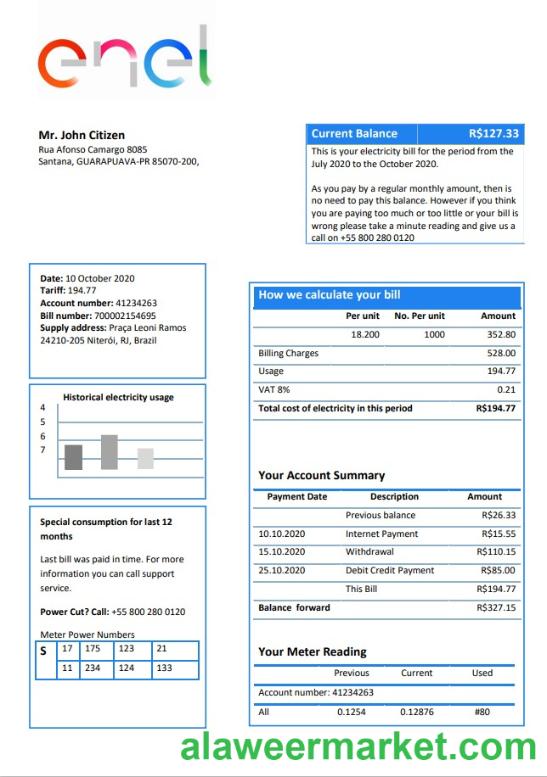 enel
Mr. John Citizen
Rua Afonso Camargo 8085
Santana, GUARAPUAVA-PR 85070-200,
Current Balance R$127.33
This is your electricity bill for the period from the
July 2020 to the October 2020.
As you pay by a regular monthly amount, then is
no need to pay this balance. However if you think
you are paying too much or too little or your bill is
wrong please take a minute reading and give us a
call on +55 800 280 0120
Date: 10 October 2020
Tariff: 194.77
Account number: 41234263
Bill number: 700002154695
Supply address: Praça Leoni Ramos
24210-205 Niterói, RJ, Brazil
Historical electricity usage
4
5
6
7
Special consumption for last 12
months
Last bill was paid in time. For more
information you can call support
service.
Power Cut? Call: +55 800 280 0120
Meter Power Numbers
S 17 175 123 21
11 234 124 133
How we calculate your bill
Per unit No. Per unit Amount
18.200 1000 352.80
Billing Charges 528.00
Usage 194.77
VAT 8% 0.21
Total cost of electricity in this period R$194.77
Your Account Summary
Payment Date Description Amount
Previous balance R$26.33
10.10.2020 Internet Payment R$15.55
15.10.2020 Withdrawal R$110.15
25.10.2020 Debit Credit Payment R$85.00
This Bill R$194.77
Balance forward R$327.15
Your Meter Reading
Previous Current Used
Account number: 41234263
All 0.1254 0.12876 #80
alaweermarket.com